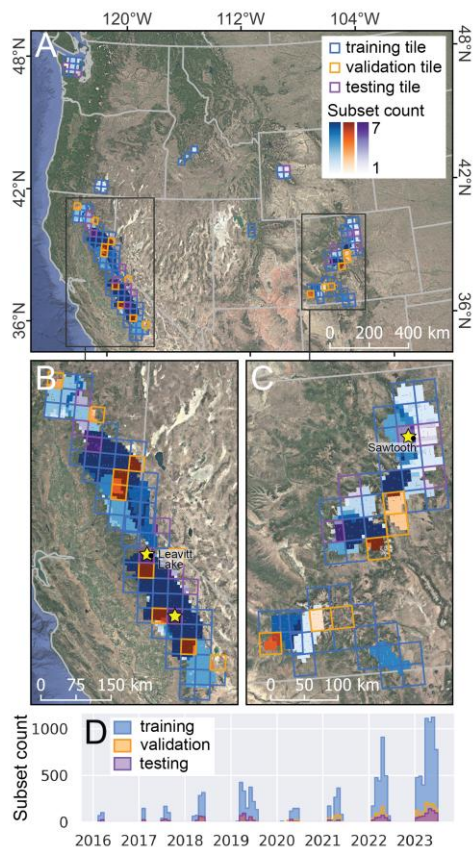 120°W 112°W 104°W 48°N
A
48°N
training tile
validation tile
testing tile
Subset count
7
1
42°N 42°N
36°N 36°N
0 200 400 km
B C
Sawtooth
Leavitt
Lake
0 75 150 km
0 50 100 km
D
Subset count
1000
500
0
training
validation
testing
2016 2017 2018 2019 2020 2021 2022 2023